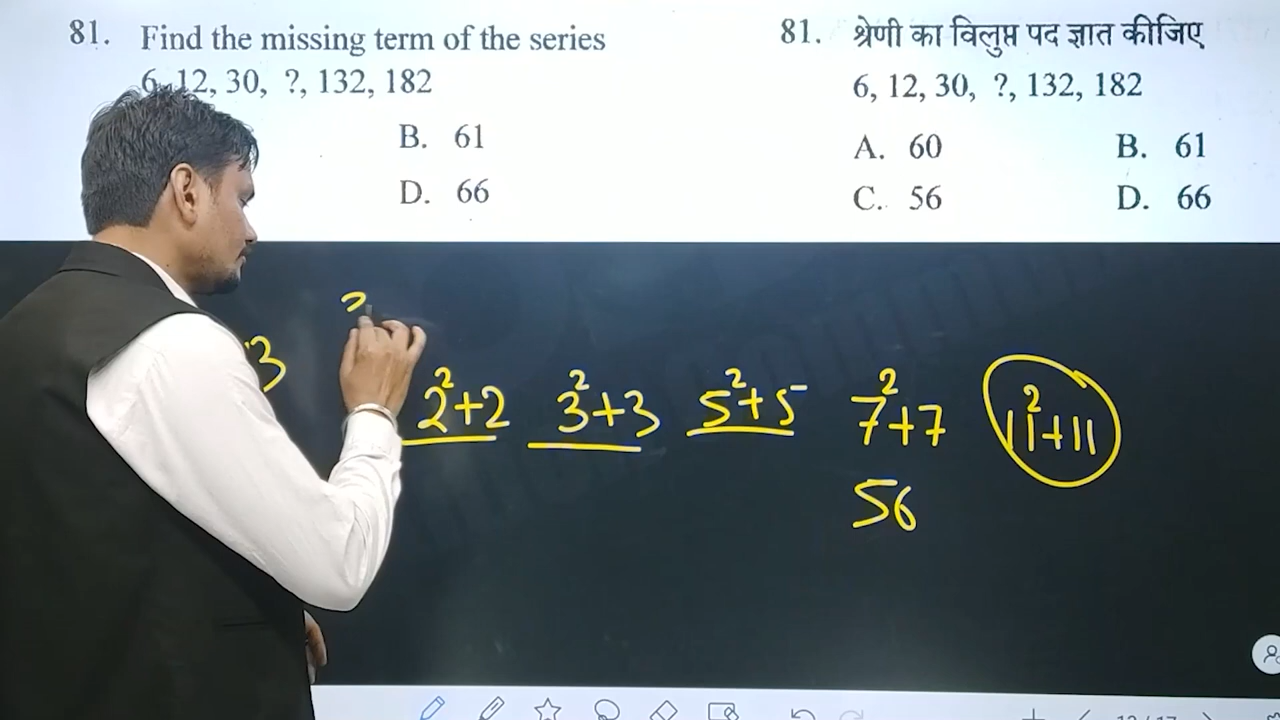 81. Find the missing term of the series
6, 12, 30, ?, 132, 182
B. 61
D. 66
81. श्रेणी का विलुप्त पद ज्ञात कीजिए
6, 12, 30, ?, 132, 182
A. 60 B. 61
C. 56 D. 66
3
2²+2 3²+3 5²+5 7²+7 11²+11
56